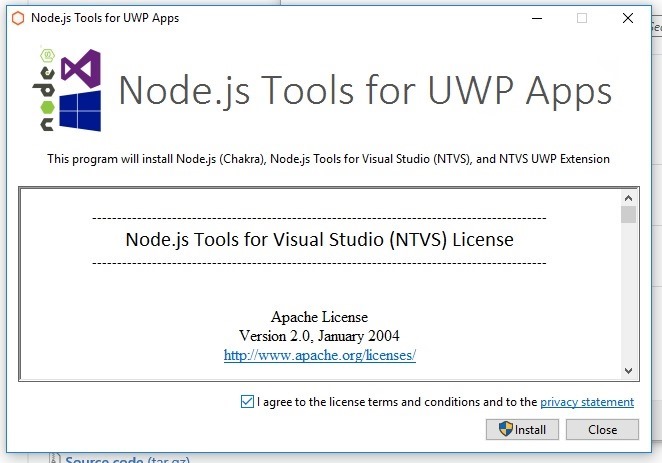 Node.js Tools for UWP Apps
node
Node.js Tools for UWP Apps
This program will install Node.js (Chakra), Node.js Tools for Visual Studio (NTVS), and NTVS UWP Extension
--------------------------------------------------------------------------------------------
Node.js Tools for Visual Studio (NTVS) License
--------------------------------------------------------------------------------------------
Apache License
Version 2.0, January 2004
http://www.apache.org/licenses/
I agree to the license terms and conditions and to the privacy statement
Install
Close
Source code (tar.gz)